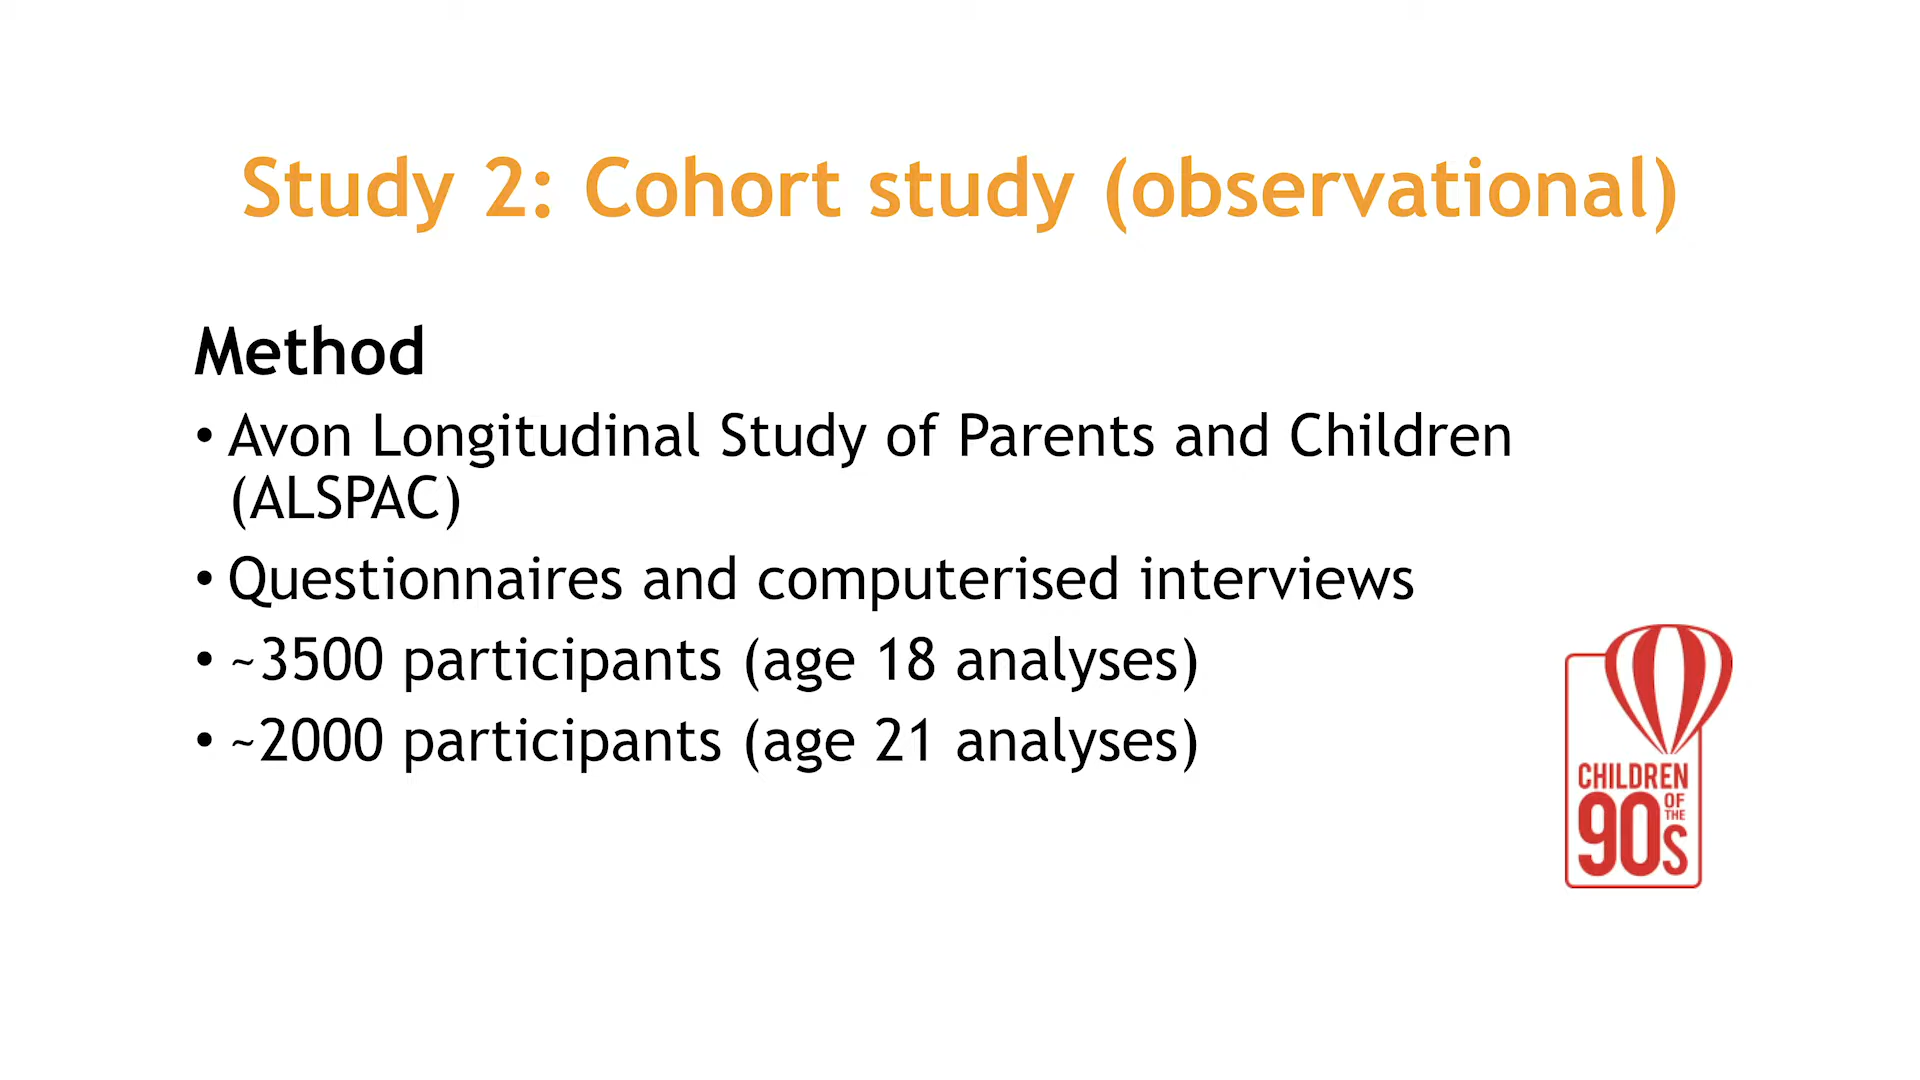 Study 2: Cohort study (observational)
Method
• Avon Longitudinal Study of Parents and Children
(ALSPAC)
• Questionnaires and computerised interviews
• ~3500 participants (age 18 analyses)
• ~2000 participants (age 21 analyses)
CHILDREN
OF
THE
90s